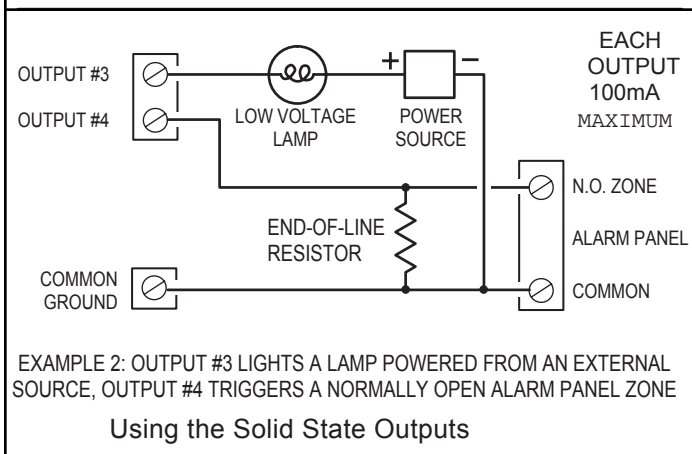 OUTPUT #3
OUTPUT #4
LOW VOLTAGE
LAMP
+
−
POWER
SOURCE
EACH
OUTPUT
100mA
MAXIMUM
N.O. ZONE
ALARM PANEL
COMMON
END-OF-LINE
RESISTOR
COMMON
GROUND
EXAMPLE 2: OUTPUT #3 LIGHTS A LAMP POWERED FROM AN EXTERNAL
SOURCE, OUTPUT #4 TRIGGERS A NORMALLY OPEN ALARM PANEL ZONE
Using the Solid State Outputs